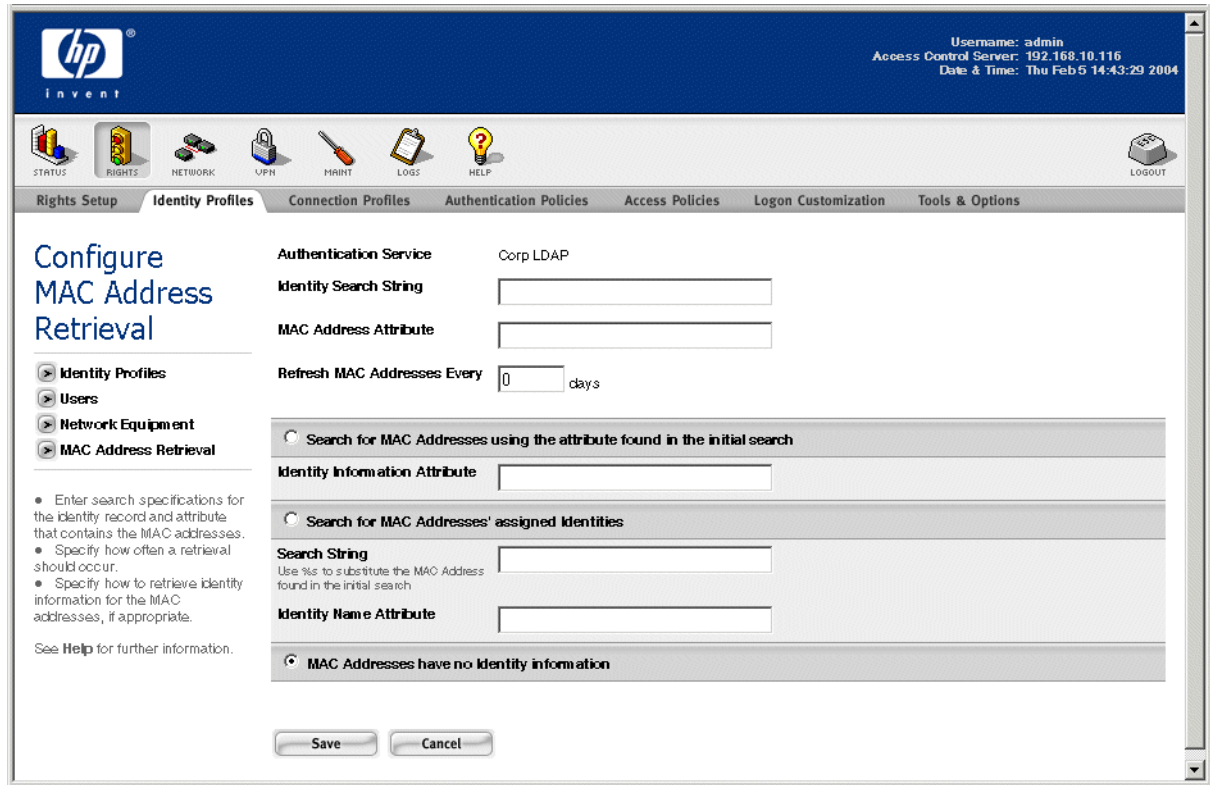 hp
®
invent
Username: admin
Access Control Server: 192.168.10.116
Date & Time: Thu Feb 5 14:43:29 2004
STATUS
RIGHTS
NETWORK
VPN
MAINT
LOGS
HELP
LOGOUT
Rights Setup
Identity Profiles
Connection Profiles
Authentication Policies
Access Policies
Logon Customization
Tools & Options
Configure
MAC Address
Retrieval
Identity Profiles
Users
Network Equipment
MAC Address Retrieval
• Enter search specifications for
the identity record and attribute
that contains the MAC addresses.
• Specify how often a retrieval
should occur.
• Specify how to retrieve identity
information for the MAC
addresses, if appropriate.
See Help for further information.
Authentication Service Corp LDAP
Identity Search String
MAC Address Attribute
Refresh MAC Addresses Every 0 days
Search for MAC Addresses using the attribute found in the initial search
Identity Information Attribute
Search for MAC Addresses' assigned Identities
Search String
Use %s to substitute the MAC Address
found in the initial search
Identity Name Attribute
MAC Addresses have no Identity information
Save
Cancel